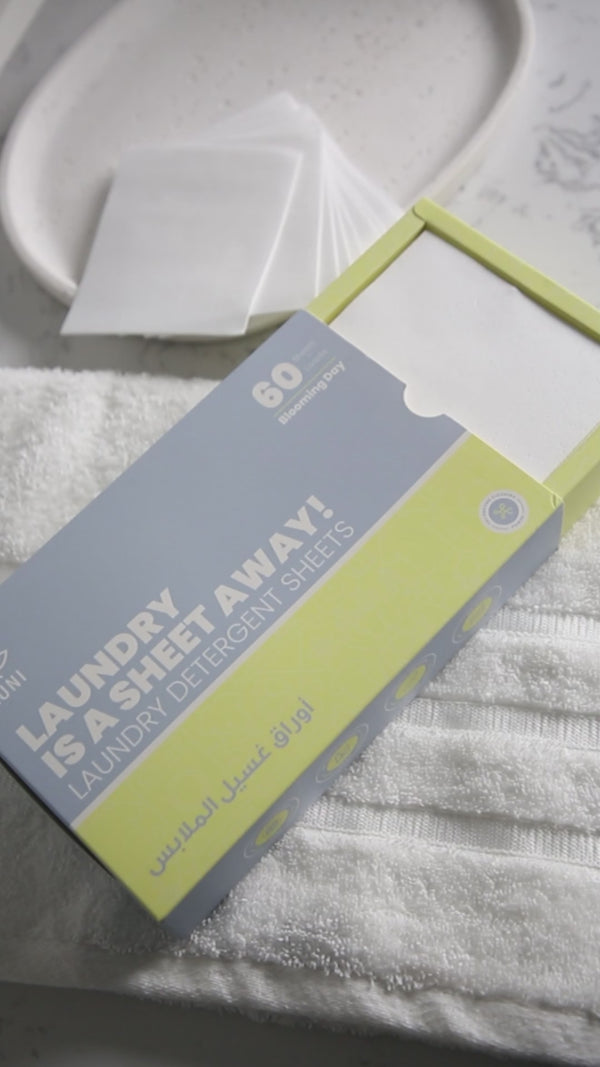 60
Blooming Day
LAUNDRY
IS A SHEET AWAY!
LAUNDRY DETERGENT SHEETS
أوراق غسيل الملابس